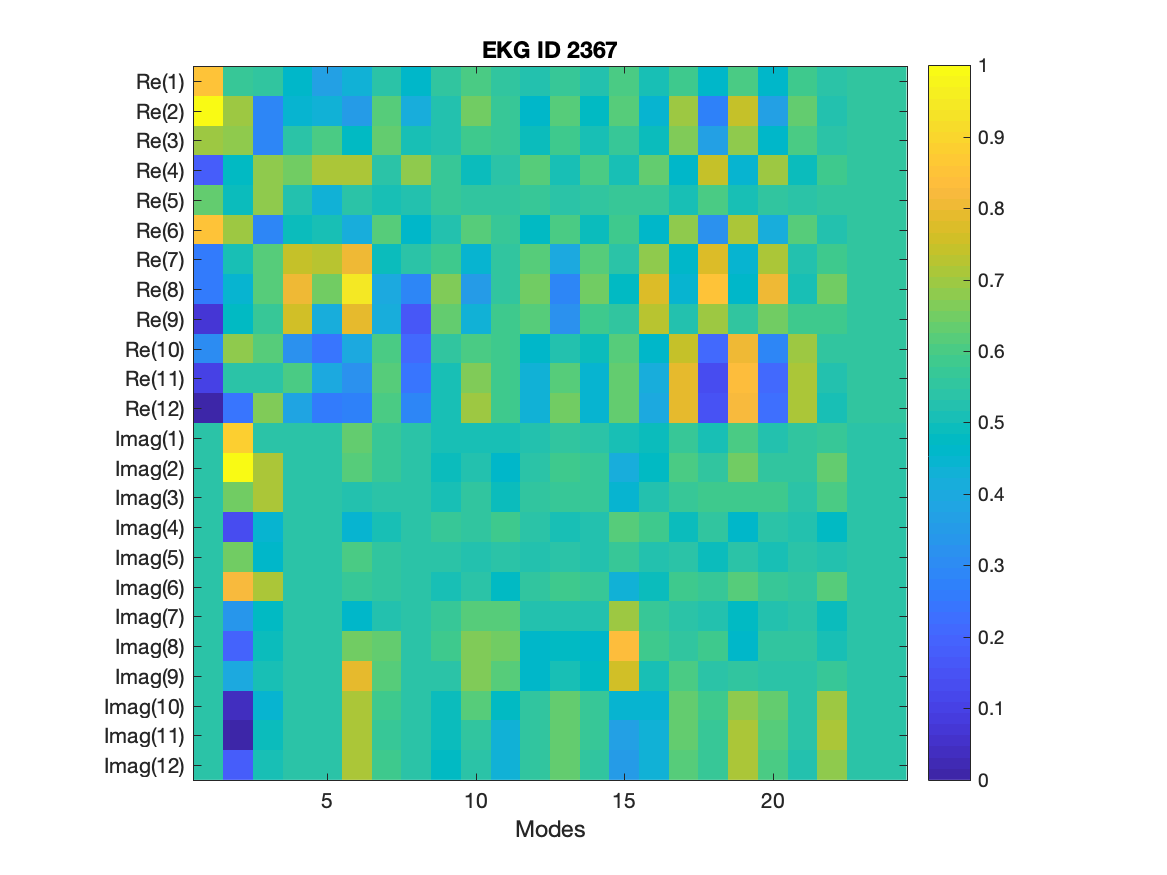 EKG ID 2367
Re(1)
Re(2)
Re(3)
Re(4)
Re(5)
Re(6)
Re(7)
Re(8)
Re(9)
Re(10)
Re(11)
Re(12)
Imag(1)
Imag(2)
Imag(3)
Imag(4)
Imag(5)
Imag(6)
Imag(7)
Imag(8)
Imag(9)
Imag(10)
Imag(11)
Imag(12)
5 10 15 20
Modes
1
0.9
0.8
0.7
0.6
0.5
0.4
0.3
0.2
0.1
0